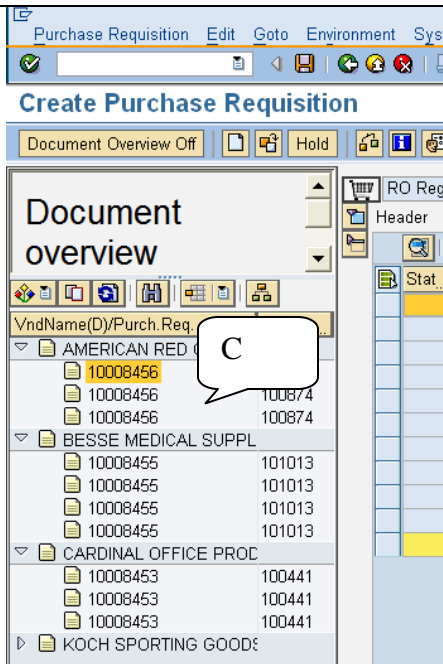 Purchase Requisition Edit Goto Environment Sys
Create Purchase Requisition
Document Overview Off Hold
Document overview
RO Reg
Header
Stat
VndName(D)/Purch.Req.
AMERICAN RED
C
10008456
10008456 100874
10008456 100874
BESSE MEDICAL SUPPL
10008455 101013
10008455 101013
10008455 101013
10008455 101013
CARDINAL OFFICE PROD
10008453 100441
10008453 100441
10008453 100441
KOCH SPORTING GOODS